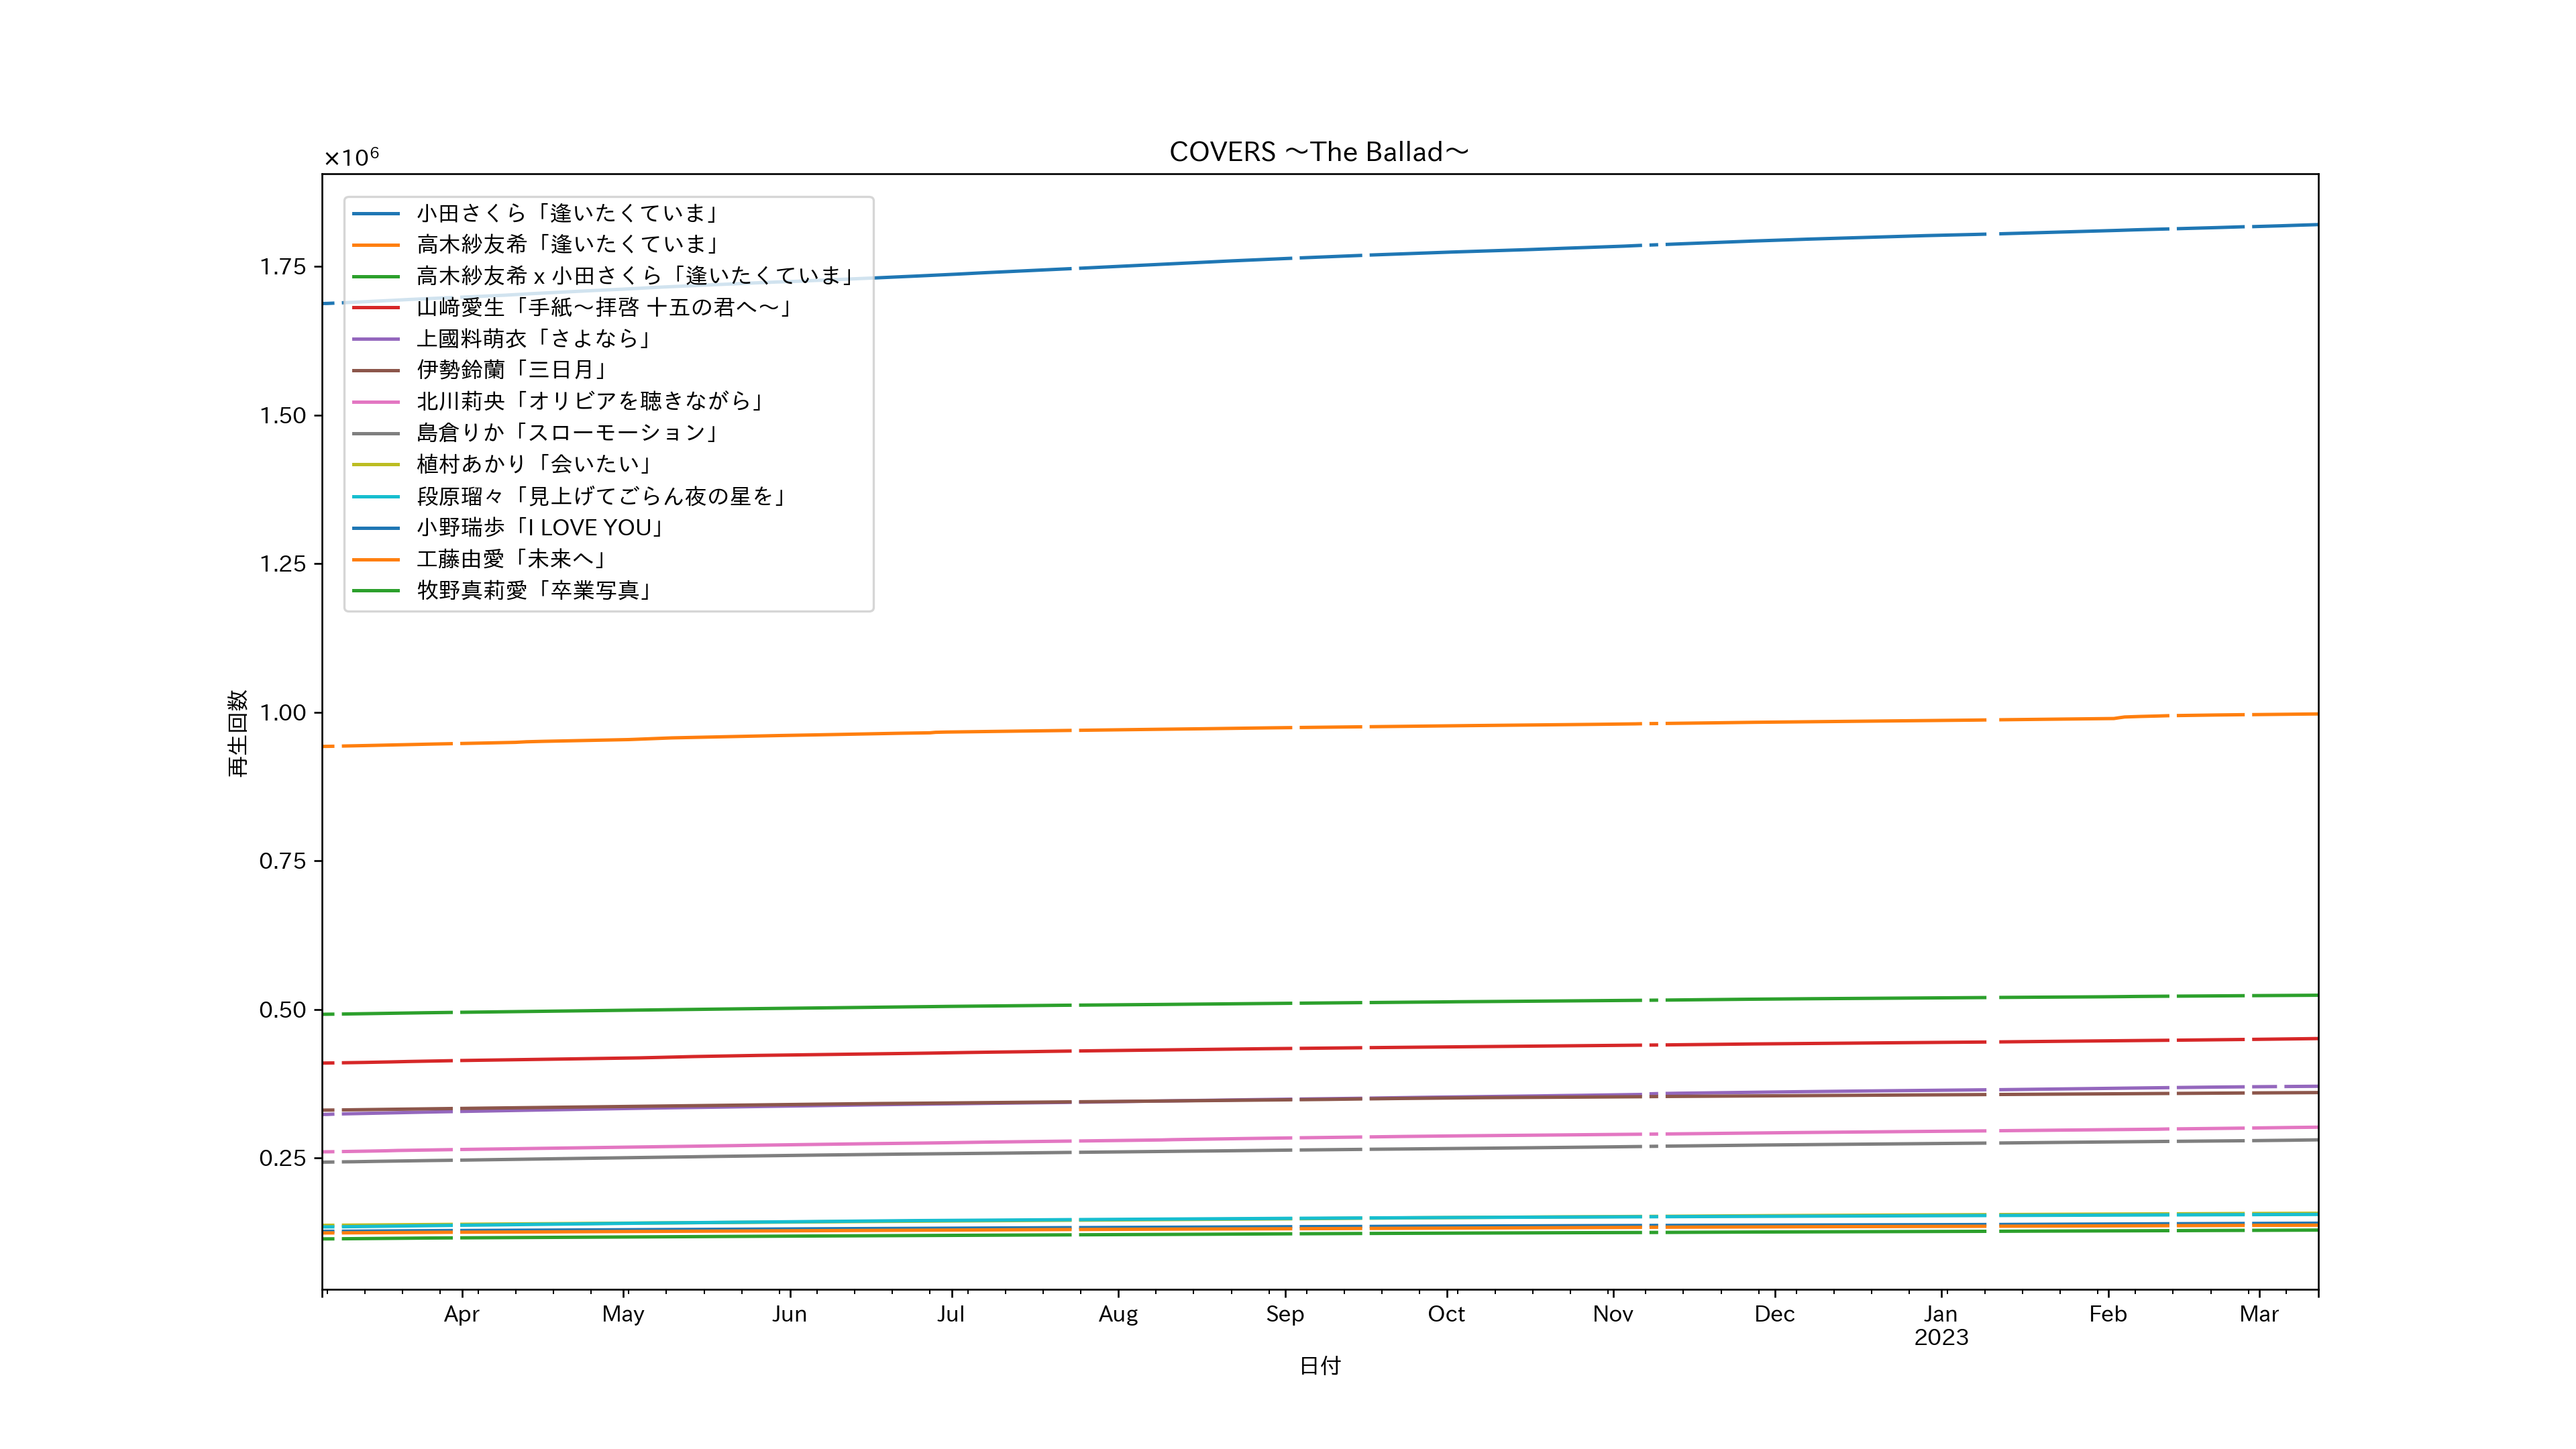 COVERS ～The Ballad～
×10⁶
小田さくら「逢いたくていま」
高木紗友希「逢いたくていま」
高木紗友希 x 小田さくら「逢いたくていま」
山﨑愛生「手紙～拝啓 十五の君へ～」
上國料萌衣「さよなら」
伊勢鈴蘭「三日月」
北川莉央「オリビアを聴きながら」
島倉りか「スローモーション」
植村あかり「会いたい」
段原瑠々「見上げてごらん夜の星を」
小野瑞歩「I LOVE YOU」
工藤由愛「未来へ」
牧野真莉愛「卒業写真」
1.75
1.50
1.25
1.00
0.75
0.50
0.25
再生回数
Apr May Jun Jul Aug Sep Oct Nov Dec Jan Feb Mar
2023
日付